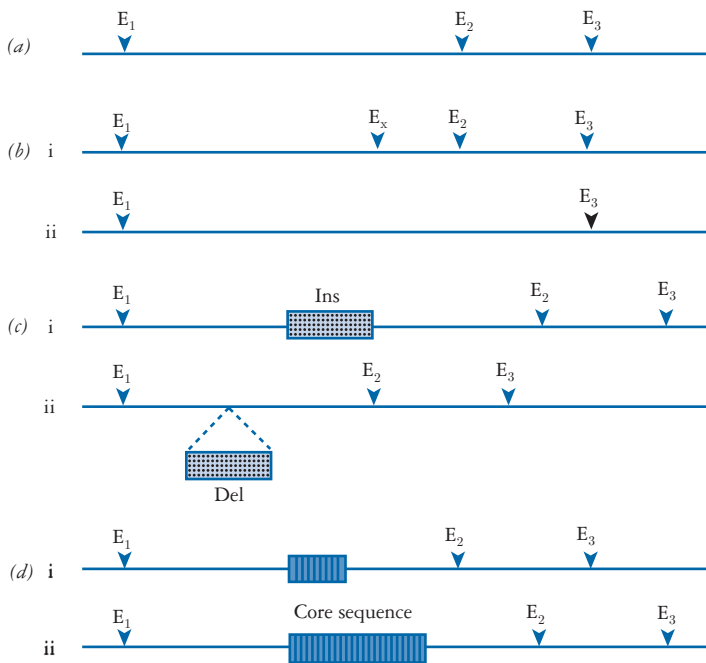 E₁ E₂ E₃
(a)
E₁ Eₓ E₂ E₃
(b) i
E₁ E₃
ii
Ins
E₁ E₂ E₃
(c) i
E₁ E₂ E₃
ii
Del
E₁ E₂ E₃
(d) i
Core sequence
E₁ E₂ E₃
ii